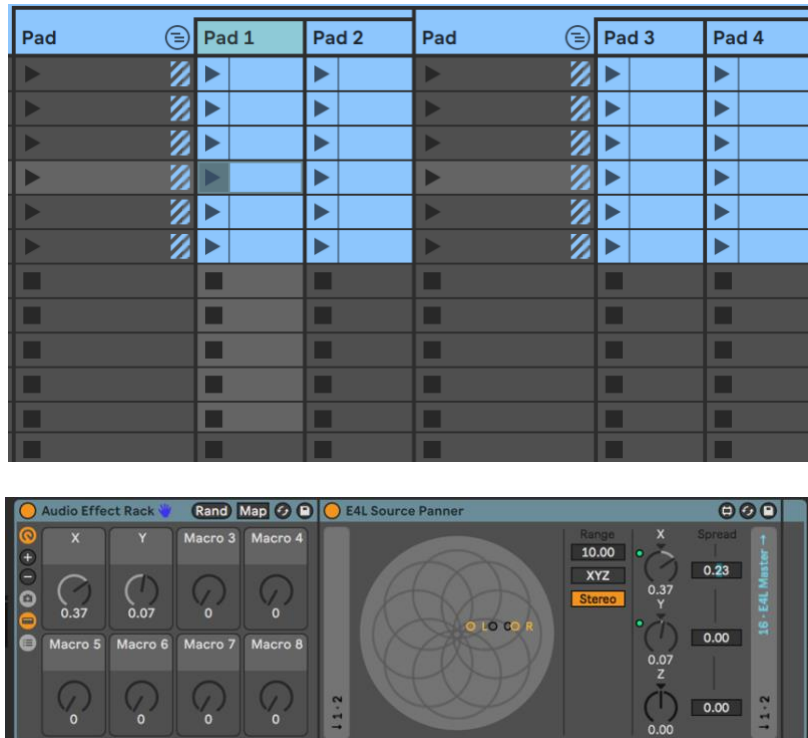 Pad Pad 1 Pad 2 Pad Pad 3 Pad 4
Audio Effect Rack Rand Map E4L Source Panner
X Y Macro 3 Macro 4
0.37 0.07 0 0
Macro 5 Macro 6 Macro 7 Macro 8
0 0 0 0
1·2
L C R
Range
10.00
XYZ
Stereo
X
0.37
Y
0.07
Z
0.00
Spread
0.23
0.00
0.00
16 · E4L Master
1·2